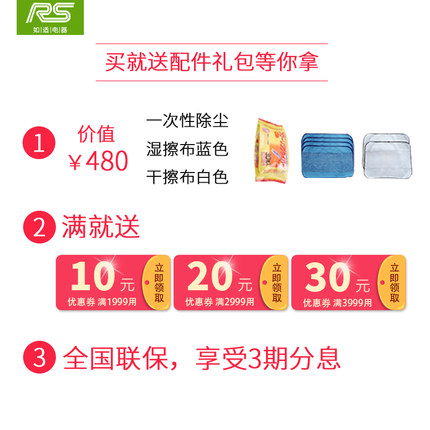 RS
如适电器
买就送配件礼包等你拿
1
价值
￥480
一次性除尘
湿擦布蓝色
干擦布白色
2 满就送
10元
优惠券 满1999用
立即领取
20元
优惠券 满2999用
立即领取
30元
优惠券 满3999用
立即领取
3 全国联保，享受3期分息